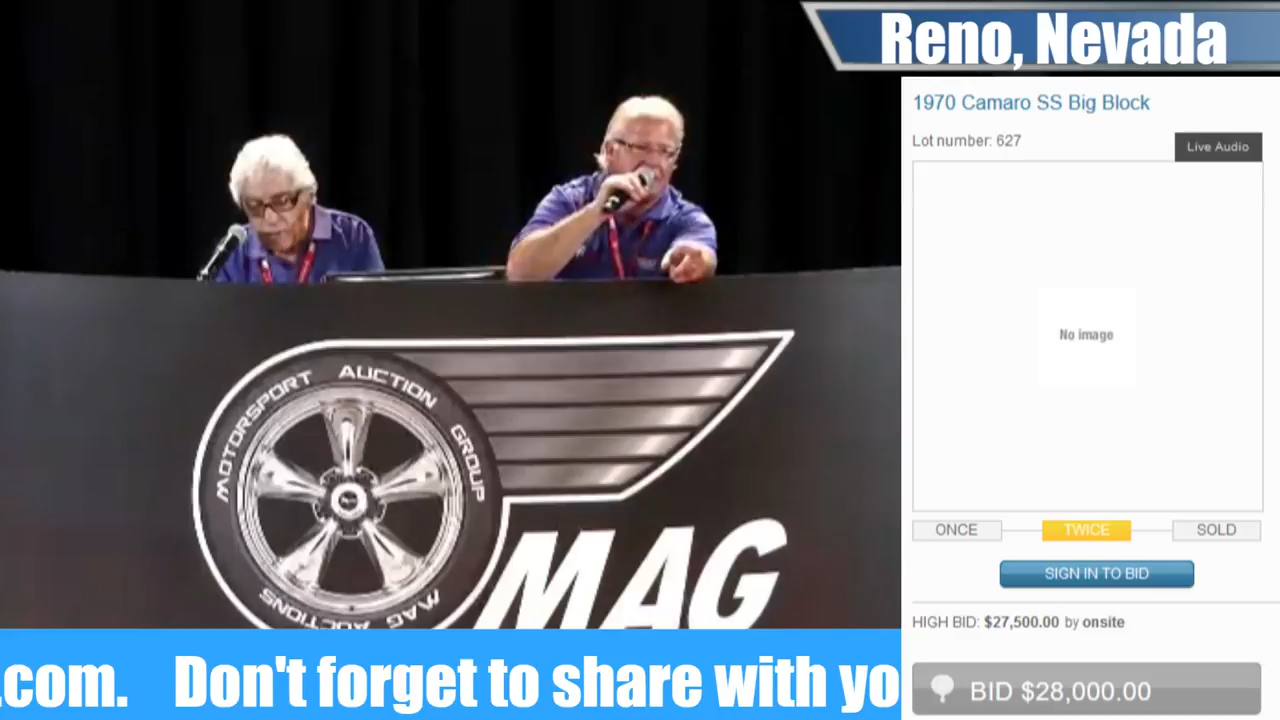 Reno, Nevada
1970 Camaro SS Big Block
Lot number: 627
Live Audio
No image
ONCE
TWICE
SOLD
SIGN IN TO BID
HIGH BID: $27,500.00 by onsite
BID $28,000.00
MOTORSPORT AUCTION GROUP
MAG AUCTIONS
MAG
.com. Don't forget to share with yo